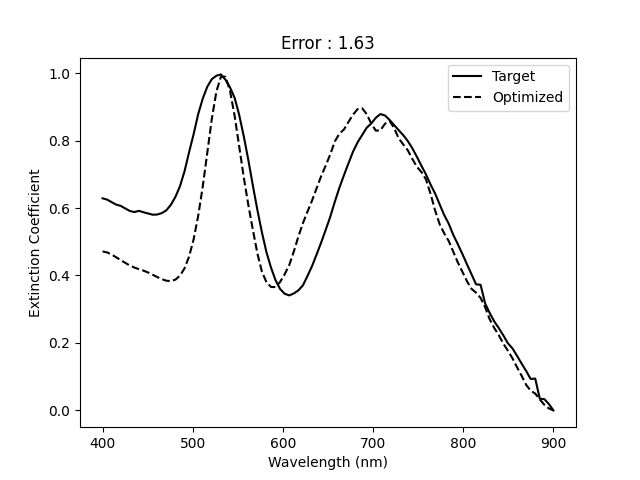 Error : 1.63
Target
Optimized
Extinction Coefficient
1.0
0.8
0.6
0.4
0.2
0.0
400 500 600 700 800 900
Wavelength (nm)